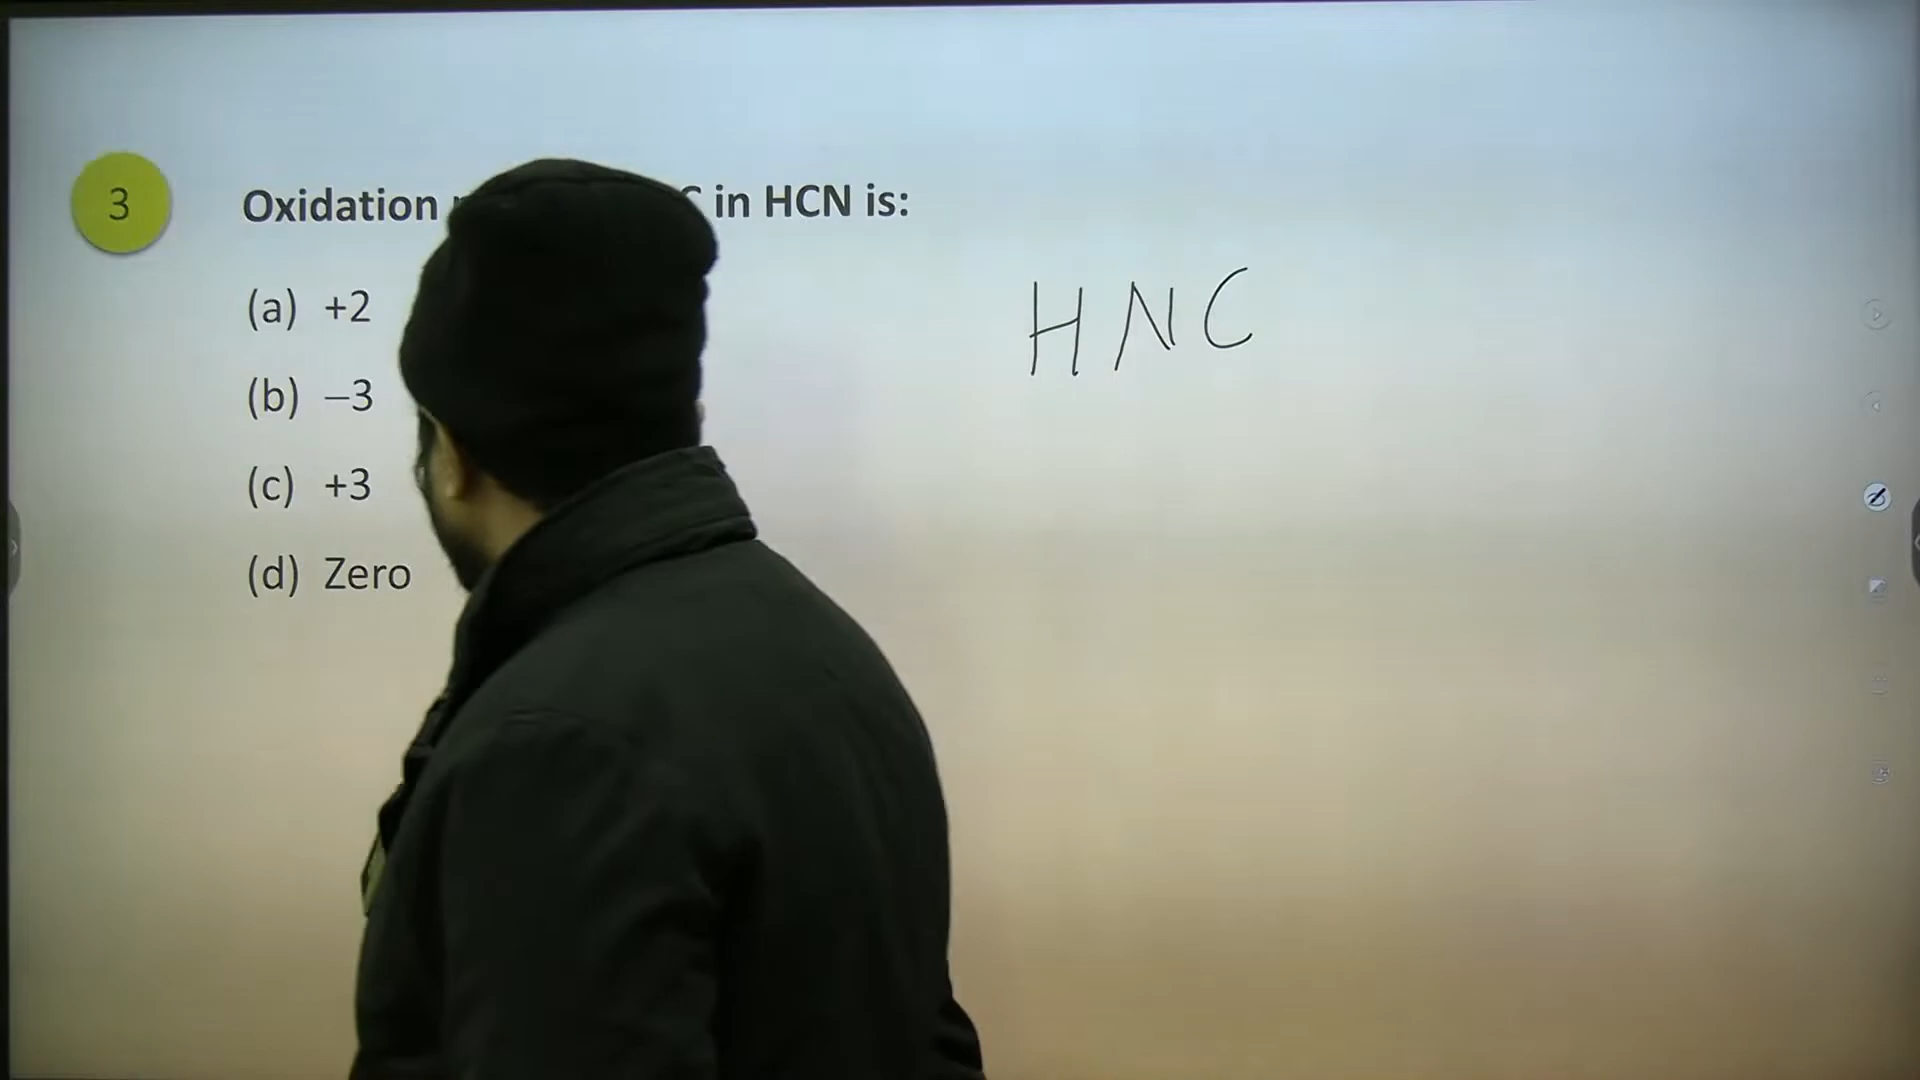 3
Oxidation in HCN is:
(a) +2
(b) –3
(c) +3
(d) Zero
HNC